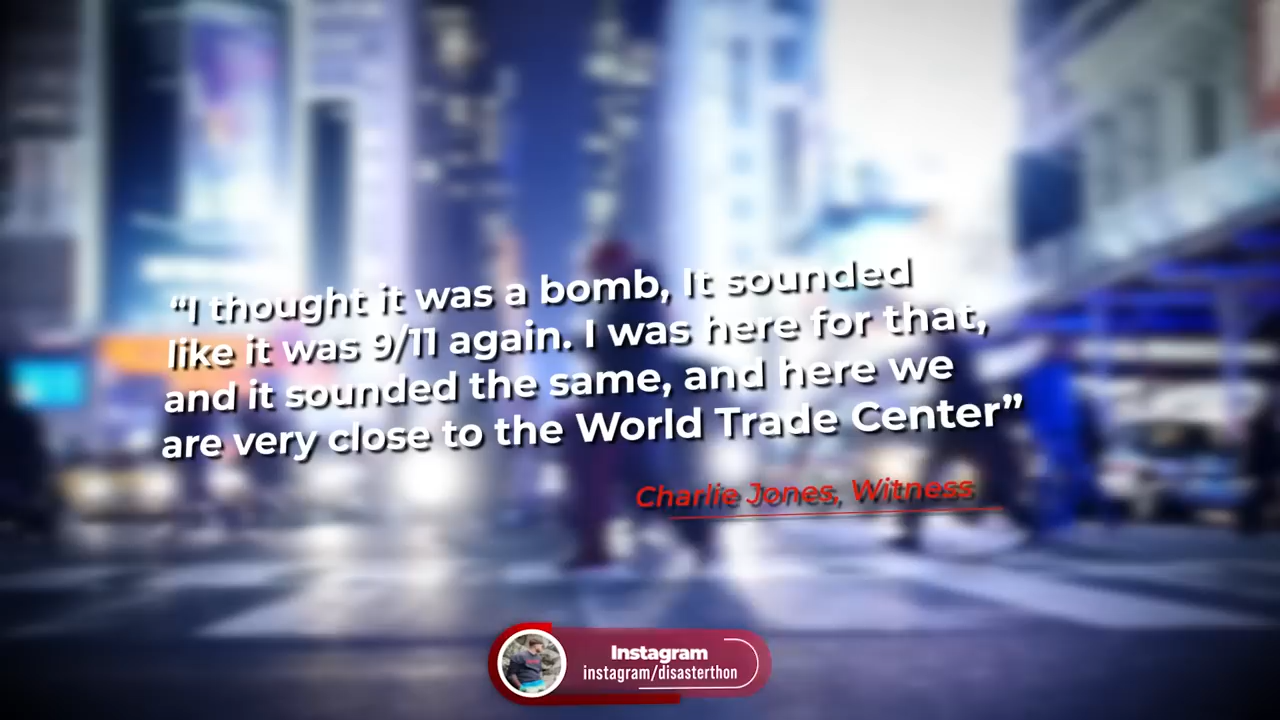 “I thought it was a bomb, It sounded
like it was 9/11 again. I was here for that,
and it sounded the same, and here we
are very close to the World Trade Center”
Charlie Jones, Witness
Instagram
instagram/disasterthon